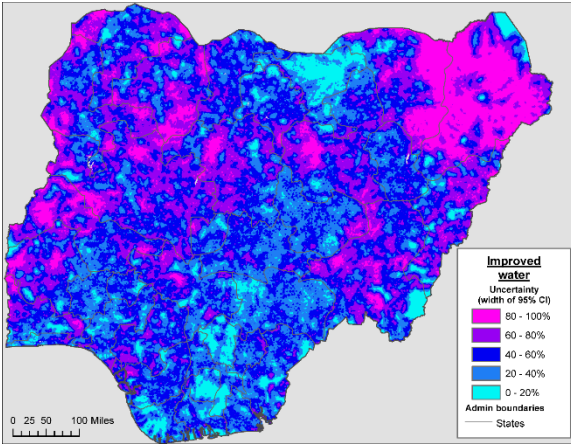 Improved
water
Uncertainty
(width of 95% CI)
80 - 100%
60 - 80%
40 - 60%
20 - 40%
0 - 20%
Admin boundaries
States
0 25 50 100 Miles